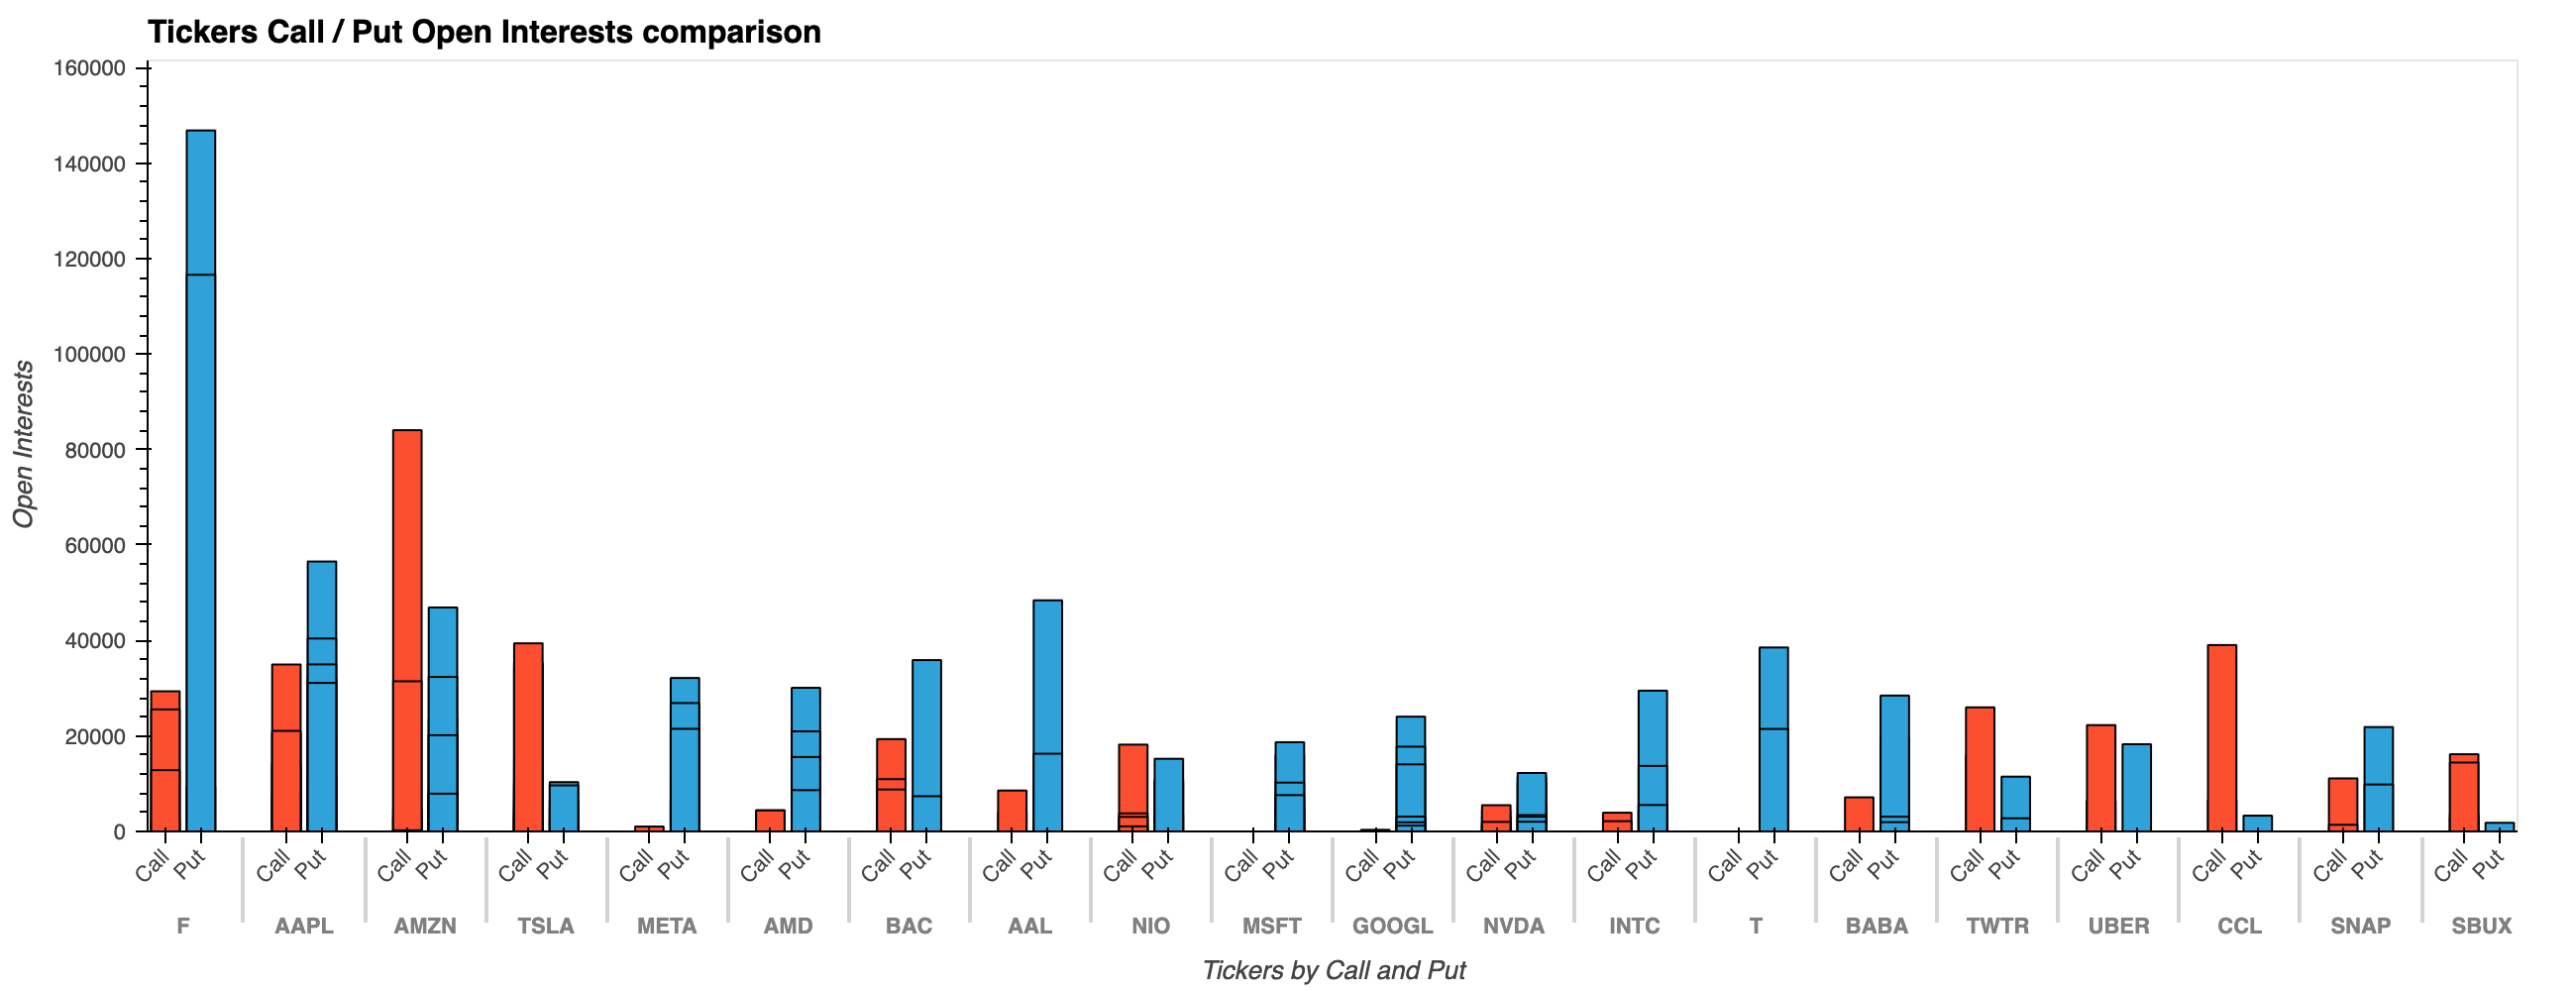 Tickers Call / Put Open Interests comparison
160000
140000
120000
100000
80000
60000
40000
20000
0
Open Interests
Call Put Call Put Call Put Call Put Call Put Call Put Call Put Call Put Call Put Call Put Call Put Call Put Call Put Call Put Call Put Call Put Call Put Call Put Call Put Call Put
F AAPL AMZN TSLA META AMD BAC AAL NIO MSFT GOOGL NVDA INTC T BABA TWTR UBER CCL SNAP SBUX
Tickers by Call and Put